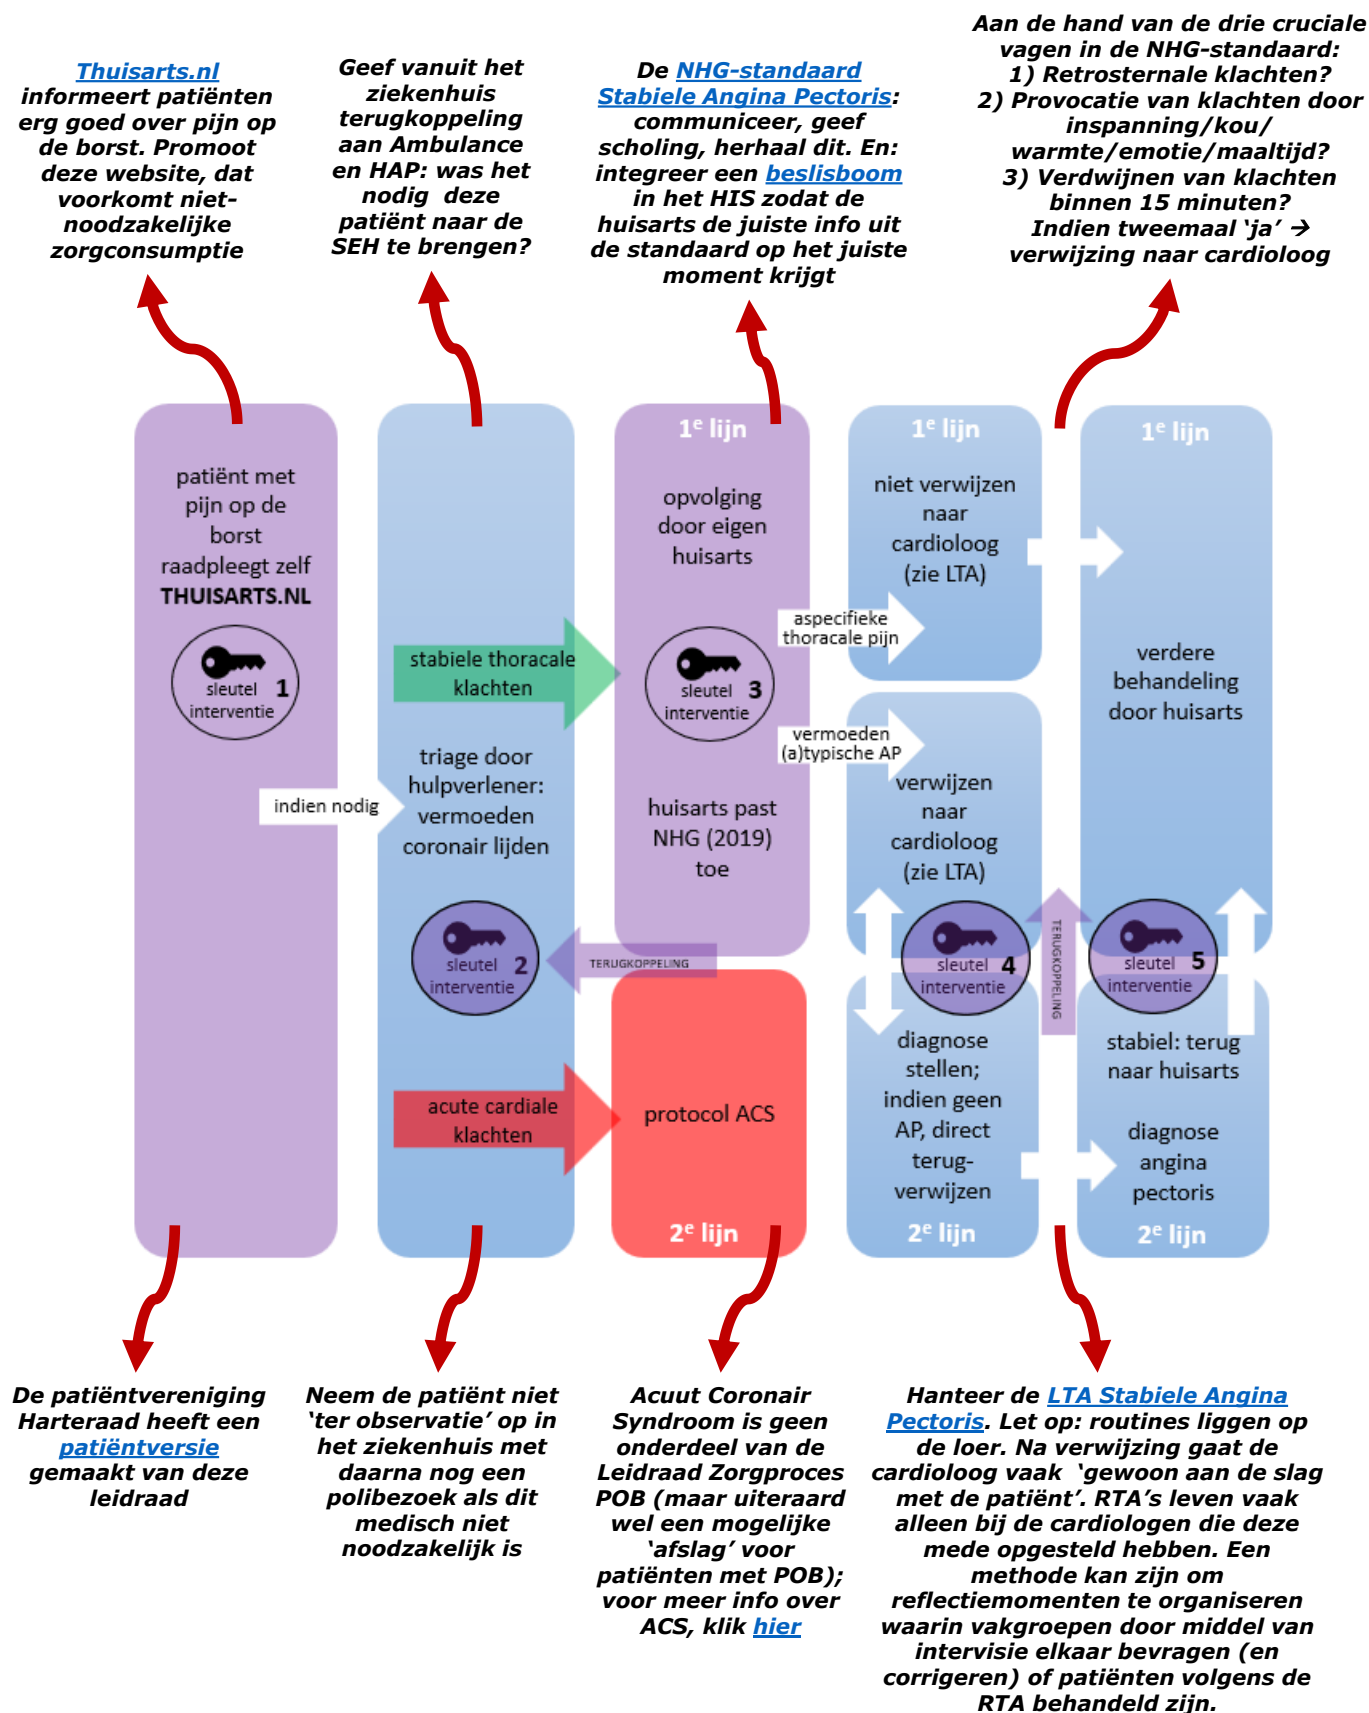 Thuisarts.nl
informeert patiënten
erg goed over pijn op
de borst. Promoot
deze website, dat
voorkomt niet-
noodzakelijke
zorgconsumptie
Geef vanuit het
ziekenhuis
terugkoppeling
aan Ambulance
en HAP: was het
nodig deze
patiënt naar de
SEH te brengen?
De NHG-standaard
Stabiele Angina Pectoris:
communiceer, geef
scholing, herhaal dit. En:
integreer een beslisboom
in het HIS zodat de
huisarts de juiste info uit
de standaard op het juiste
moment krijgt
Aan de hand van de drie cruciale
vagen in de NHG-standaard:
1) Retrosternale klachten?
2) Provocatie van klachten door
inspanning/kou/
warmte/emotie/maaltijd?
3) Verdwijnen van klachten
binnen 15 minuten?
Indien tweemaal ‘ja’ →
verwijzing naar cardioloog
patiënt met
pijn op de
borst
raadpleegt zelf
THUISARTS.NL
sleutel 1
interventie
indien nodig
stabiele thoracale
klachten
triage door
hulpverlener:
vermoeden
coronair lijden
sleutel 2
interventie
TERUGKOPPELING
acute cardiale
klachten
1e lijn
opvolging
door eigen
huisarts
sleutel 3
interventie
huisarts past
NHG (2019)
toe
protocol ACS
2e lijn
aspecifieke
thoracale pijn
vermoeden
(a)typische AP
1e lijn
niet verwijzen
naar
cardioloog
(zie LTA)
verwijzen
naar
cardioloog
(zie LTA)
sleutel 4
interventie
diagnose
stellen;
indien geen
AP, direct
terug-
verwijzen
2e lijn
TERUGKOPPELING
1e lijn
verdere
behandeling
door huisarts
sleutel 5
interventie
stabiel: terug
naar huisarts
diagnose
angina
pectoris
2e lijn
De patiëntvereniging
Harteraad heeft een
patiëntversie
gemaakt van deze
leidraad
Neem de patiënt niet
‘ter observatie’ op in
het ziekenhuis met
daarna nog een
polibezoek als dit
medisch niet
noodzakelijk is
Acuut Coronair
Syndroom is geen
onderdeel van de
Leidraad Zorgproces
POB (maar uiteraard
wel een mogelijke
‘afslag’ voor
patiënten met POB);
voor meer info over
ACS, klik hier
Hanteer de LTA Stabiele Angina
Pectoris. Let op: routines liggen op
de loer. Na verwijzing gaat de
cardioloog vaak ‘gewoon aan de slag
met de patiënt’. RTA’s leven vaak
alleen bij de cardiologen die deze
mede opgesteld hebben. Een
methode kan zijn om
reflectiemomenten te organiseren
waarin vakgroepen door middel van
intervisie elkaar bevragen (en
corrigeren) of patiënten volgens de
RTA behandeld zijn.